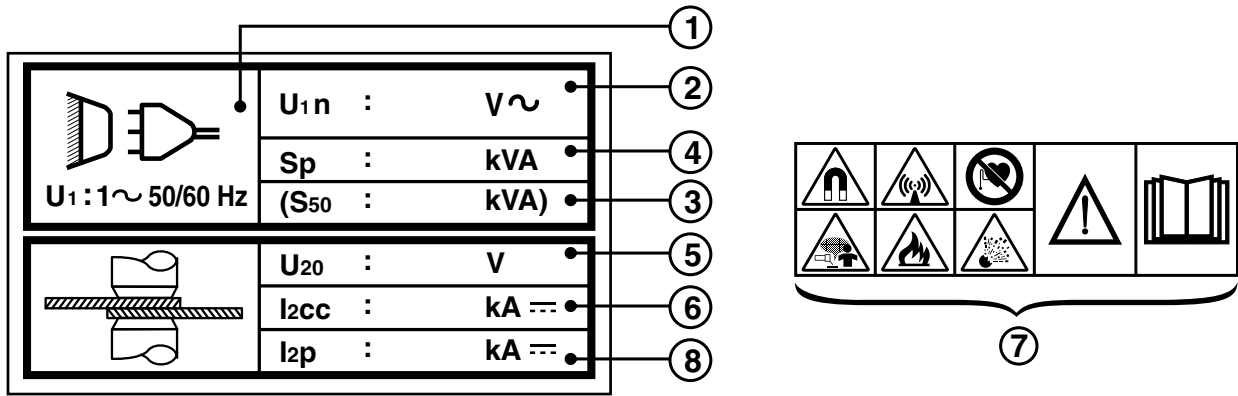 1
U1n : V~
2
Sp : kVA
4
U1:1~ 50/60 Hz
(S50 : kVA)
3
U20 : V
5
I2cc : kA ⎓
6
I2p : kA ⎓
8
7